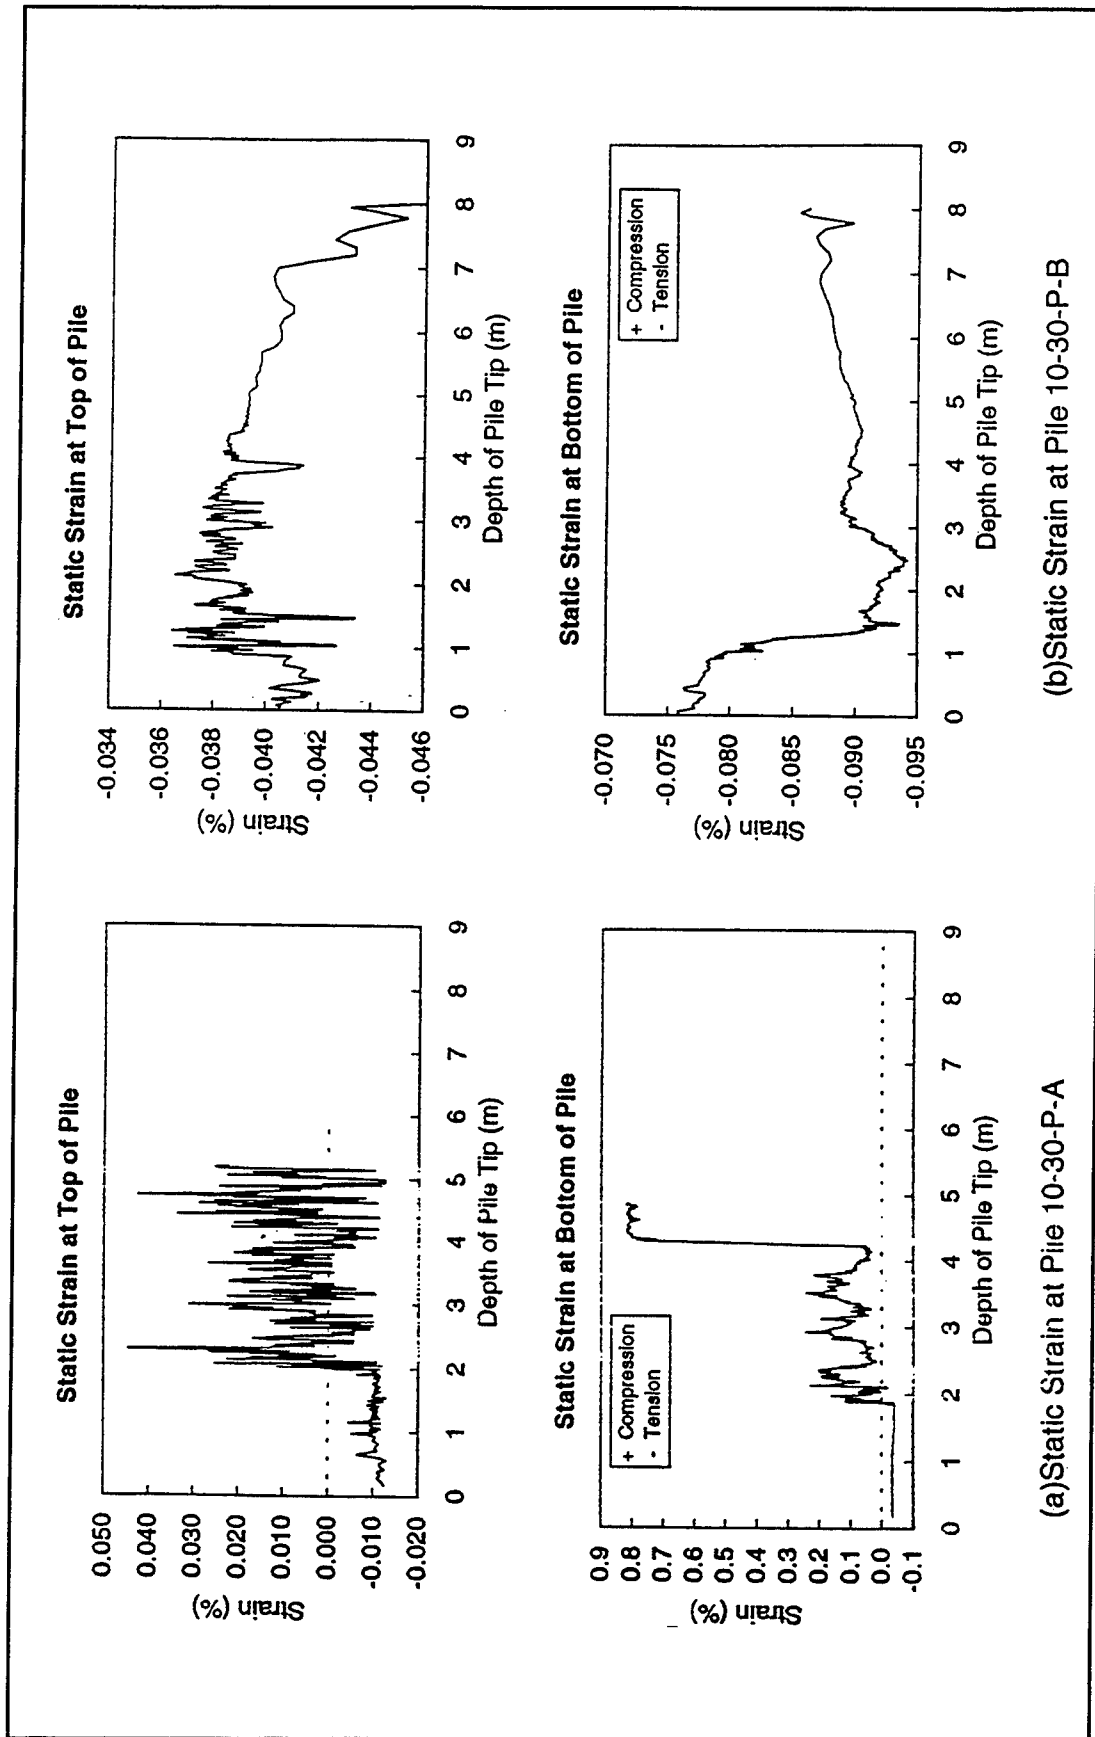 Static Strain at Top of Pile
0.050
0.040
0.030
0.020
0.010
0.000
-0.010
-0.020
Strain (%)
0 1 2 3 4 5 6 7 8 9
Depth of Pile Tip (m)
Static Strain at Bottom of Pile
+ Compression
- Tension
0.9
0.8
0.7
0.6
0.5
0.4
0.3
0.2
0.1
0.0
-0.1
Strain (%)
0 1 2 3 4 5 6 7 8 9
Depth of Pile Tip (m)
(a)Static Strain at Pile 10-30-P-A
Static Strain at Top of Pile
-0.034
-0.036
-0.038
-0.040
-0.042
-0.044
-0.046
Strain (%)
0 1 2 3 4 5 6 7 8 9
Depth of Pile Tip (m)
Static Strain at Bottom of Pile
+ Compression
- Tension
-0.070
-0.075
-0.080
-0.085
-0.090
-0.095
Strain (%)
0 1 2 3 4 5 6 7 8 9
Depth of Pile Tip (m)
(b)Static Strain at Pile 10-30-P-B